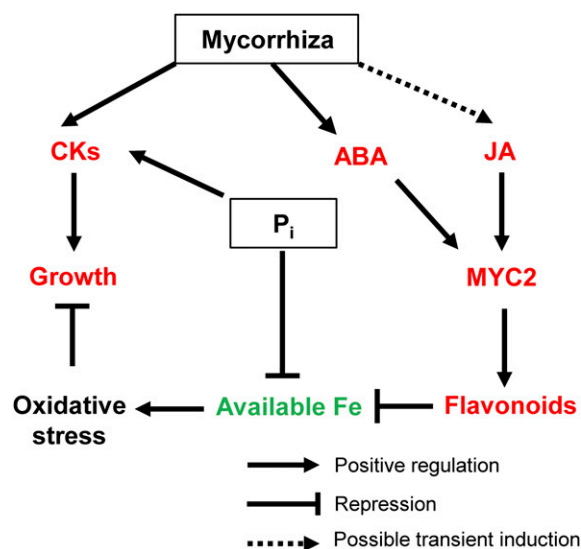 Mycorrhiza
CKs
ABA
JA
Pi
Growth
MYC2
Oxidative
stress
Available Fe
Flavonoids
Positive regulation
Repression
Possible transient induction